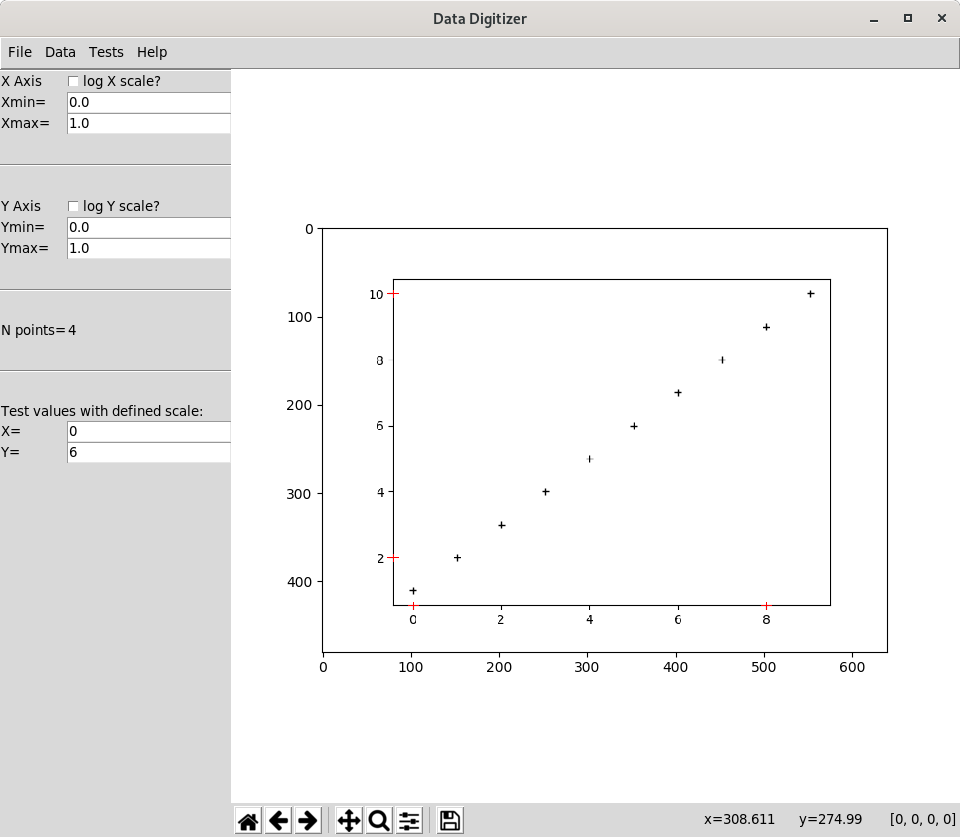 Data Digitizer
File Data Tests Help
X Axis log X scale?
Xmin= 0.0
Xmax= 1.0
Y Axis log Y scale?
Ymin= 0.0
Ymax= 1.0
N points= 4
Test values with defined scale:
X= 0
Y= 6
0
100
200
300
400
10
8
6
4
2
0 2 4 6 8
0 100 200 300 400 500 600
x=308.611 y=274.99 [0, 0, 0, 0]